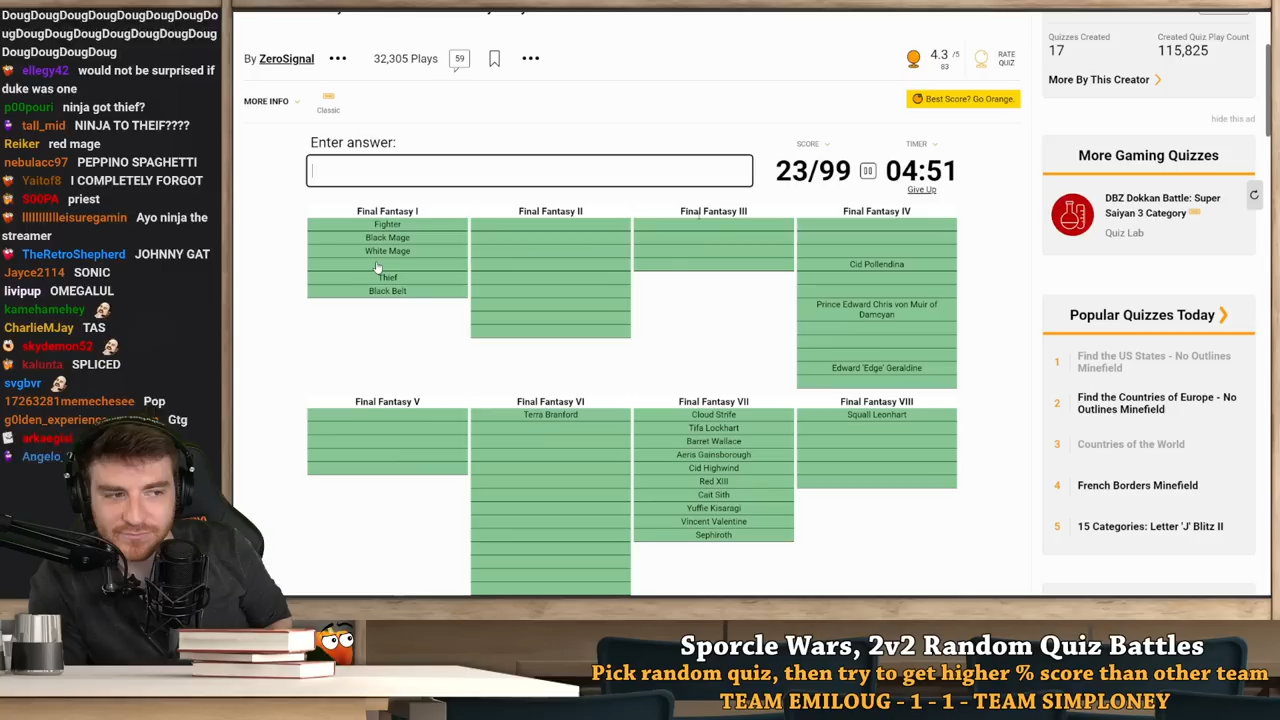 DougDougDougDougDougDougDo
ugDougDougDougDougDougDoug
DougDougDougDoug
ellegy42 would not be surprised if
duke was one
p00pouri ninja got thief?
tall_mid NINJA TO THEIF????
Reiker red mage
nebulacc97 PEPPINO SPAGHETTI
Yaitof8 I COMPLETELY FORGOT
S00PA priest
llllllllllleisuregamin Ayo ninja the
streamer
TheRetroShepherd JOHNNY GAT
Jayce2114 SONIC
livipup OMEGALUL
kamehamehey
CharlieMJay TAS
skydemon52
kalunta SPLICED
svgbvr
17263281memechesee Pop
g0lden_experience
Gtg
arkaegial
Angelo_
By ZeroSignal
32,305 Plays
59
4.3 /5
83
RATE
QUIZ
MORE INFO
Classic
Best Score? Go Orange.
Enter answer:
SCORE
TIMER
23/99
04:51
Give Up
Final Fantasy I
Fighter
Black Mage
White Mage
Thief
Black Belt
Final Fantasy II
Final Fantasy III
Final Fantasy IV
Cid Pollendina
Prince Edward Chris von Muir of
Damcyan
Edward 'Edge' Geraldine
Final Fantasy V
Final Fantasy VI
Terra Branford
Final Fantasy VII
Cloud Strife
Tifa Lockhart
Barret Wallace
Aeris Gainsborough
Cid Highwind
Red XIII
Cait Sith
Yuffie Kisaragi
Vincent Valentine
Sephiroth
Final Fantasy VIII
Squall Leonhart
Quizzes Created
17
Created Quiz Play Count
115,825
More By This Creator
hide this ad
More Gaming Quizzes
DBZ Dokkan Battle: Super
Saiyan 3 Category
Quiz Lab
Popular Quizzes Today
1 Find the US States - No Outlines
Minefield
2 Find the Countries of Europe - No
Outlines Minefield
3 Countries of the World
4 French Borders Minefield
5 15 Categories: Letter 'J' Blitz II
Sporcle Wars, 2v2 Random Quiz Battles
Pick random quiz, then try to get higher % score than other team
TEAM EMILOUG - 1 - 1 - TEAM SIMPLONEY